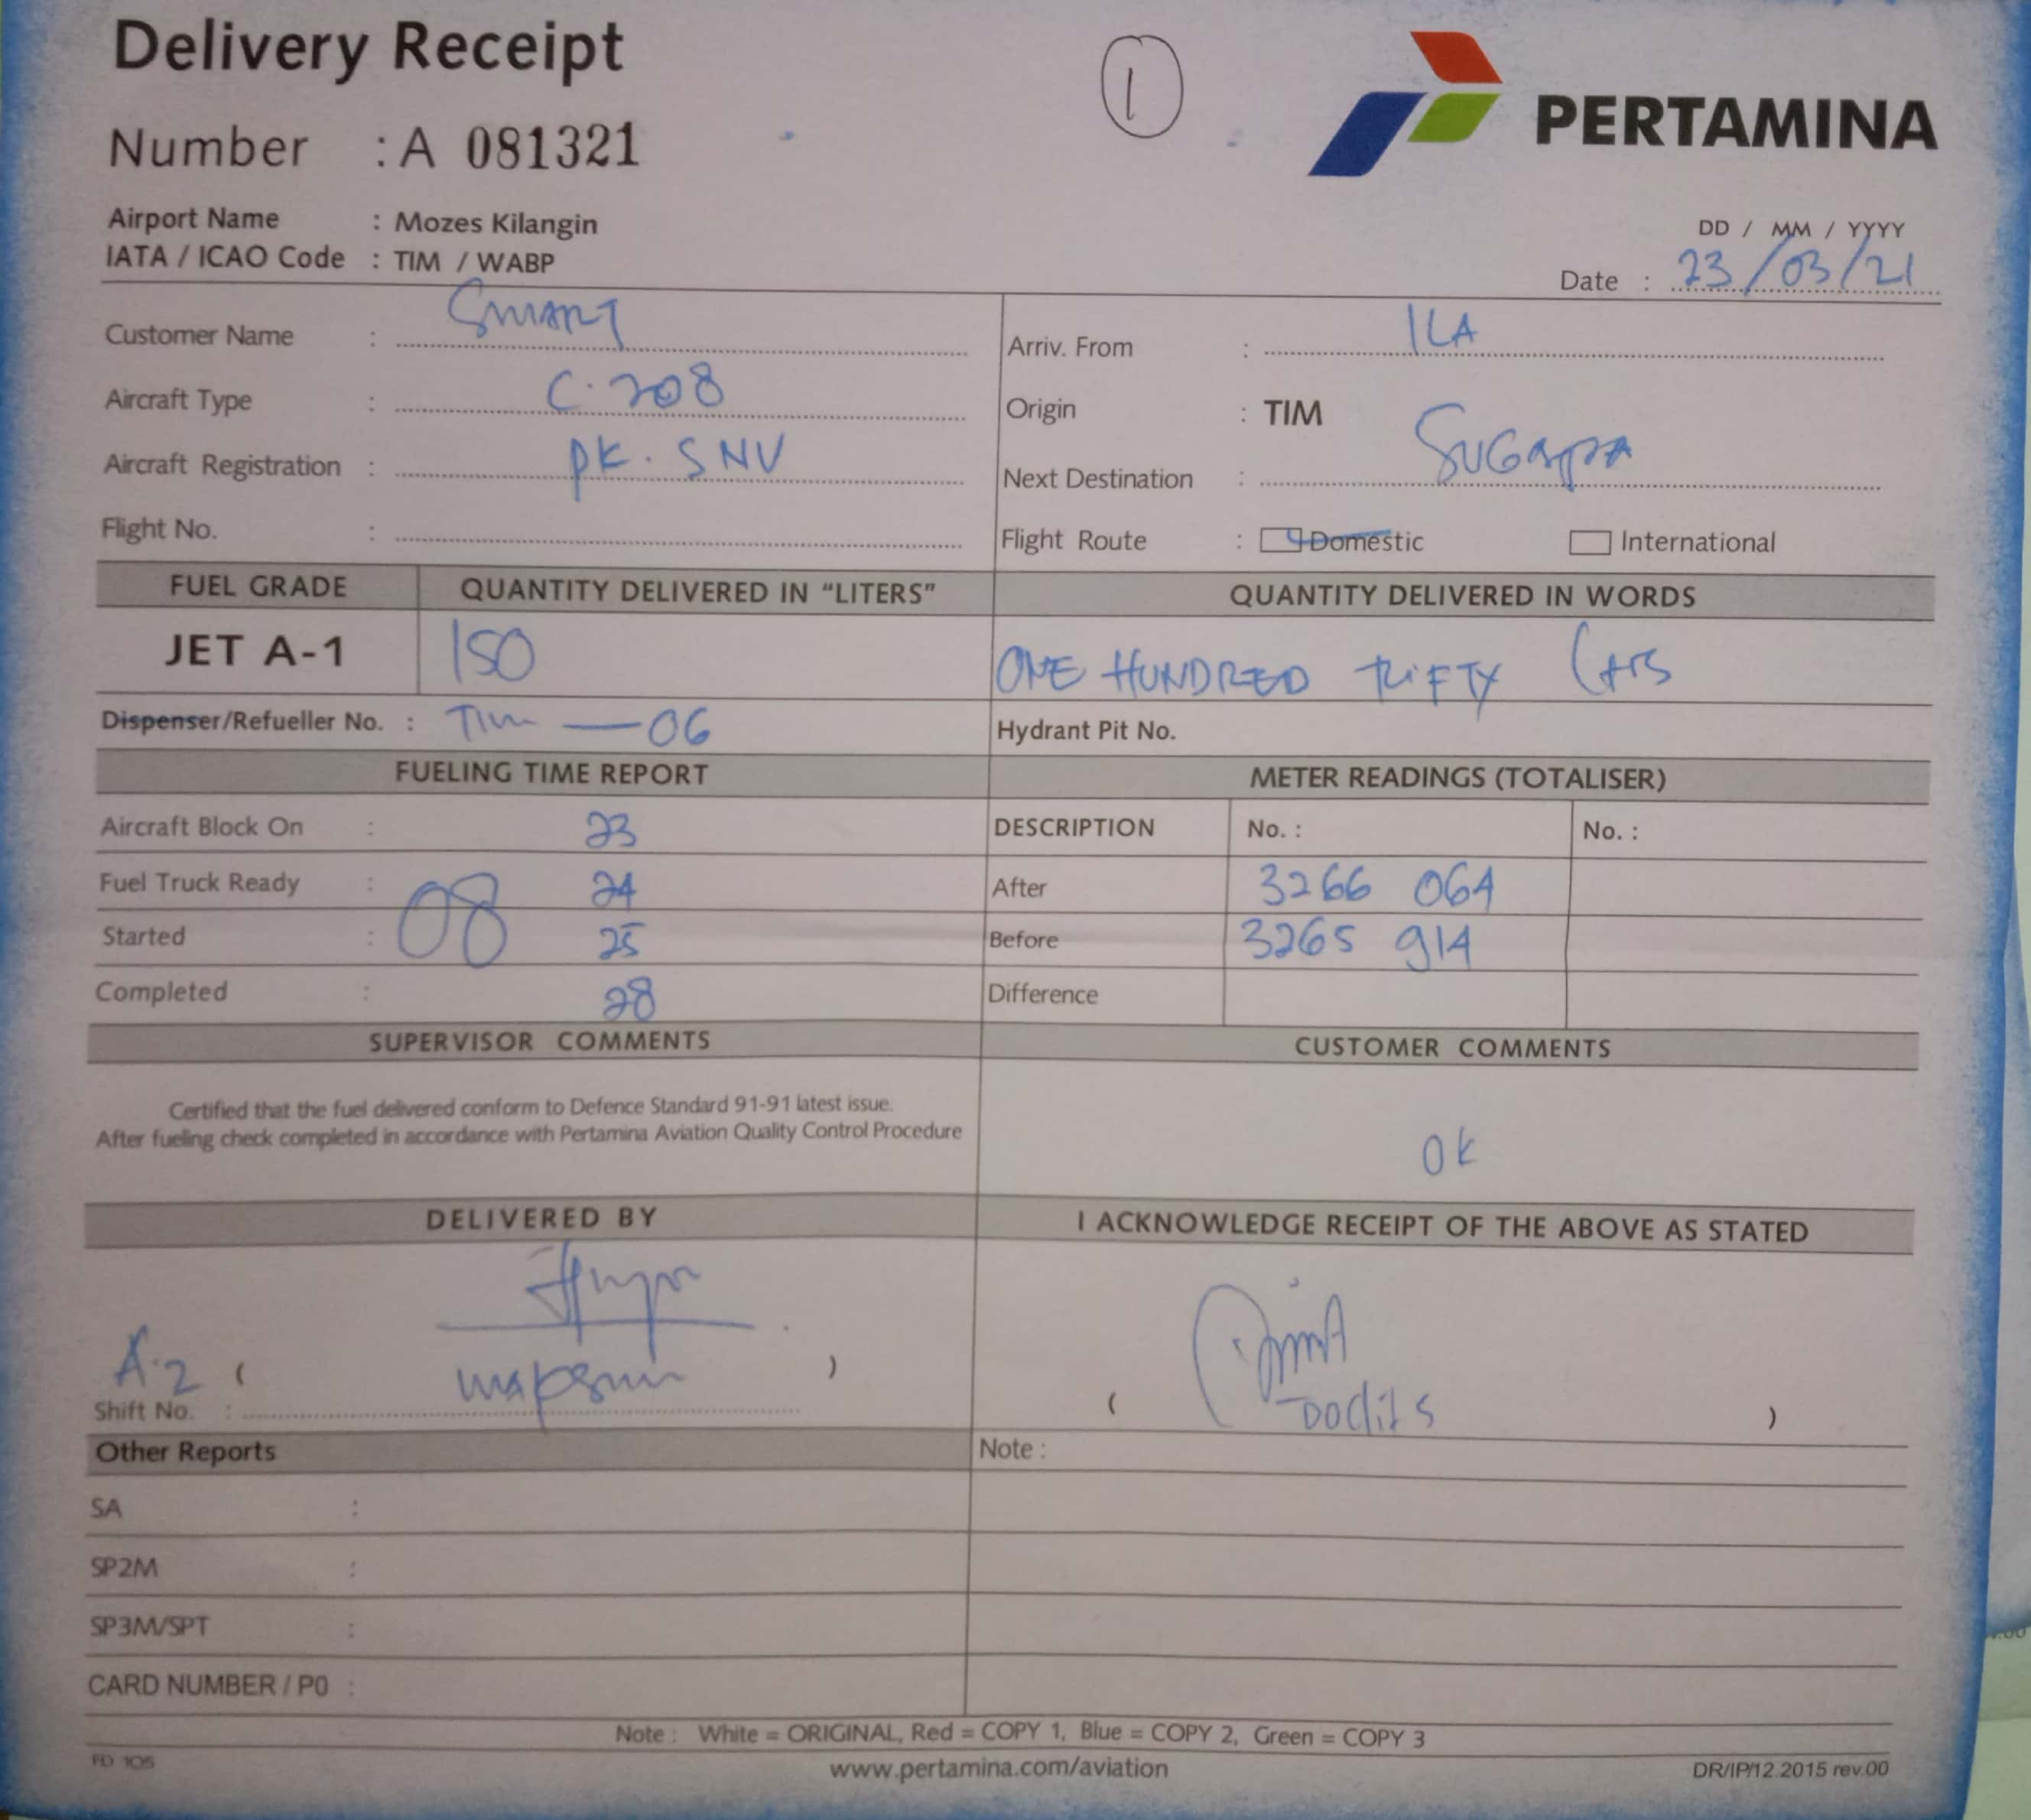 Delivery Receipt
1
PERTAMINA
Number : A 081321
Airport Name : Mozes Kilangin
IATA / ICAO Code : TIM / WABP
DD / MM / YYYY
Date : 23/03/21
Customer Name : SMART
Arriv. From : ILA
Aircraft Type : C.208
Origin : TIM
Aircraft Registration : PK. SNV
Next Destination : SUGAPA
Flight No. :
Flight Route : Domestic International
FUEL GRADE QUANTITY DELIVERED IN "LITERS" QUANTITY DELIVERED IN WORDS
JET A-1 150 ONE HUNDRED FIFTY
Dispenser/Refueller No. : TIM — 06 Hydrant Pit No.
FUELING TIME REPORT METER READINGS (TOTALISER)
Aircraft Block On : 23 DESCRIPTION No. : No. :
Fuel Truck Ready : 24 After 3266 064
08
Started : 25 Before 3265 914
Completed : 28 Difference
SUPERVISOR COMMENTS CUSTOMER COMMENTS
Certified that the fuel delivered conform to Defence Standard 91-91 latest issue.
After fueling check completed in accordance with Pertamina Aviation Quality Control Procedure
OK
DELIVERED BY I ACKNOWLEDGE RECEIPT OF THE ABOVE AS STATED
A.2 ( )
Shift No. : ( )
Other Reports Note :
SA :
SP2M :
SP3M/SPT :
CARD NUMBER / P0 :
Note : White = ORIGINAL, Red = COPY 1, Blue = COPY 2, Green = COPY 3
FD 105 www.pertamina.com/aviation DR/IP/12.2015 rev.00